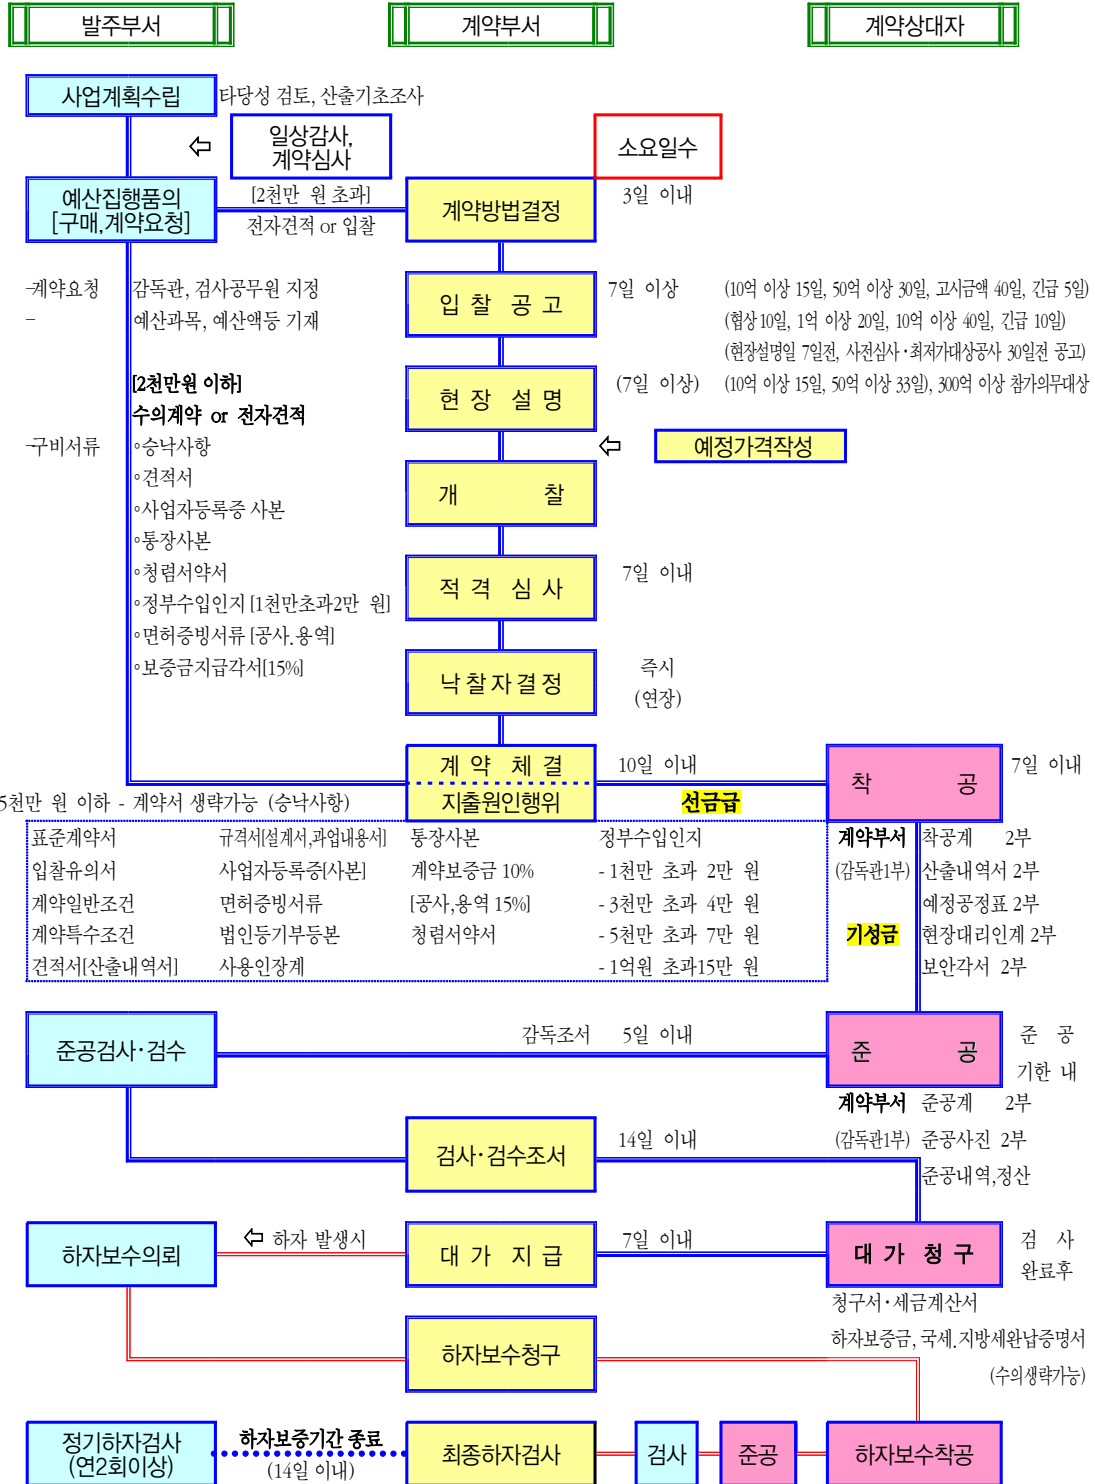 발주부서
계약부서
계약상대자
사업계획수립
타당성 검토, 산출기초조사
일상감사,
계약심사
소요일수
예산집행품의
[구매,계약요청]
[2천만 원 초과]
전자견적 or 입찰
계약방법결정
3일 이내
-계약요청
감독관, 검사공무원 지정
-
예산과목, 예산액등 기재
입 찰 공 고
7일 이상
(10억 이상 15일, 50억 이상 30일, 고시금액 40일, 긴급 5일)
(협상 10일, 1억 이상 20일, 10억 이상 40일, 긴급 10일)
(현장설명일 7일전, 사전심사·최저가대상공사 30일전 공고)
[2천만원 이하]
수의계약 or 전자견적
현 장 설 명
(7일 이상)
(10억 이상 15일, 50억 이상 33일), 300억 이상 참가의무대상
-구비서류
◦승낙사항
◦견적서
◦사업자등록증 사본
◦통장사본
◦청렴서약서
◦정부수입인지 [1천만초과2만 원]
◦면허증빙서류 [공사.용역]
◦보증금지급각서[15%]
예정가격작성
개 찰
적 격 심 사
7일 이내
낙 찰 자 결 정
즉시
(연장)
계 약 체 결
지출원인행위
10일 이내
선금급
착 공
7일 이내
5천만 원 이하 - 계약서 생략가능 (승낙사항)
표준계약서 규격서[설계서,과업내용서] 통장사본 정부수입인지
입찰유의서 사업자등록증[사본] 계약보증금 10% - 1천만 초과 2만 원
계약일반조건 면허증빙서류 [공사,용역 15%] - 3천만 초과 4만 원
계약특수조건 법인등기부등본 청렴서약서 - 5천만 초과 7만 원
견적서[산출내역서] 사용인장계 - 1억원 초과15만 원
계약부서 착공계 2부
(감독관1부) 산출내역서 2부
예정공정표 2부
기성금 현장대리인계 2부
보안각서 2부
준공검사·검수
감독조서 5일 이내
준 공
준 공
기한 내
계약부서 준공계 2부
(감독관1부) 준공사진 2부
준공내역,정산
검사·검수조서
14일 이내
하자보수의뢰
하자 발생시
대 가 지 급
7일 이내
대 가 청 구
검 사
완료후
청구서·세금계산서
하자보증금, 국세.지방세완납증명서
(수의생략가능)
하자보수청구
정기하자검사
(연2회이상)
하자보증기간 종료
(14일 이내)
최종하자검사
검사
준공
하자보수착공